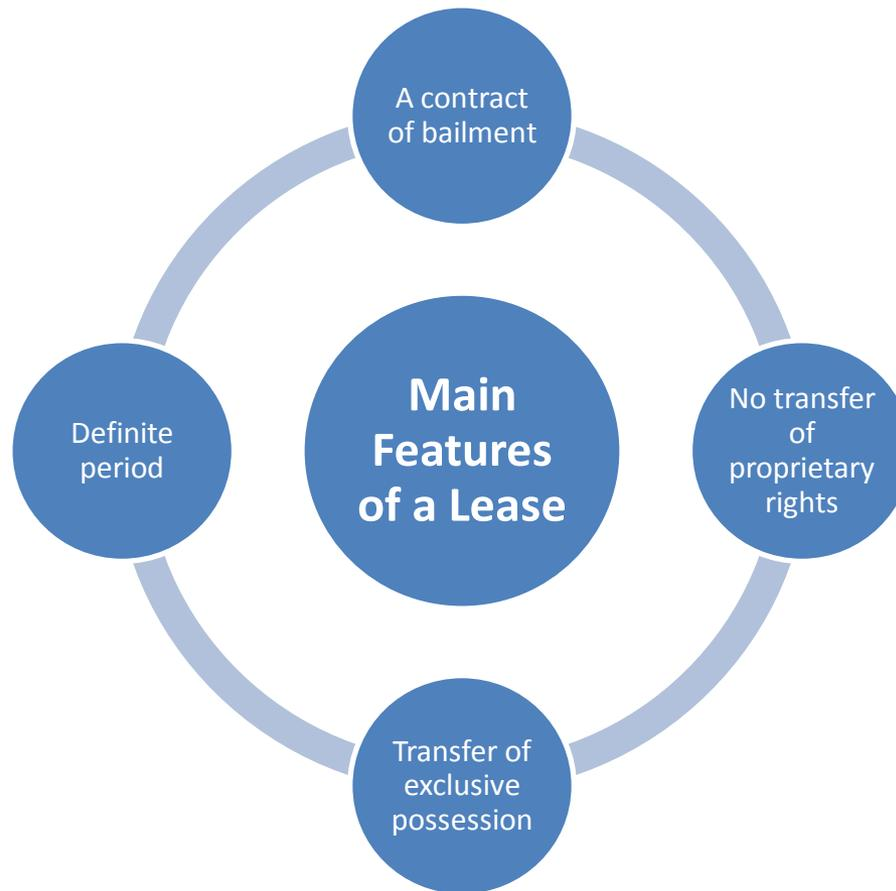 A contract
of bailment
Main
Features
of a Lease
Definite
period
No transfer
of
proprietary
rights
Transfer of
exclusive
possession